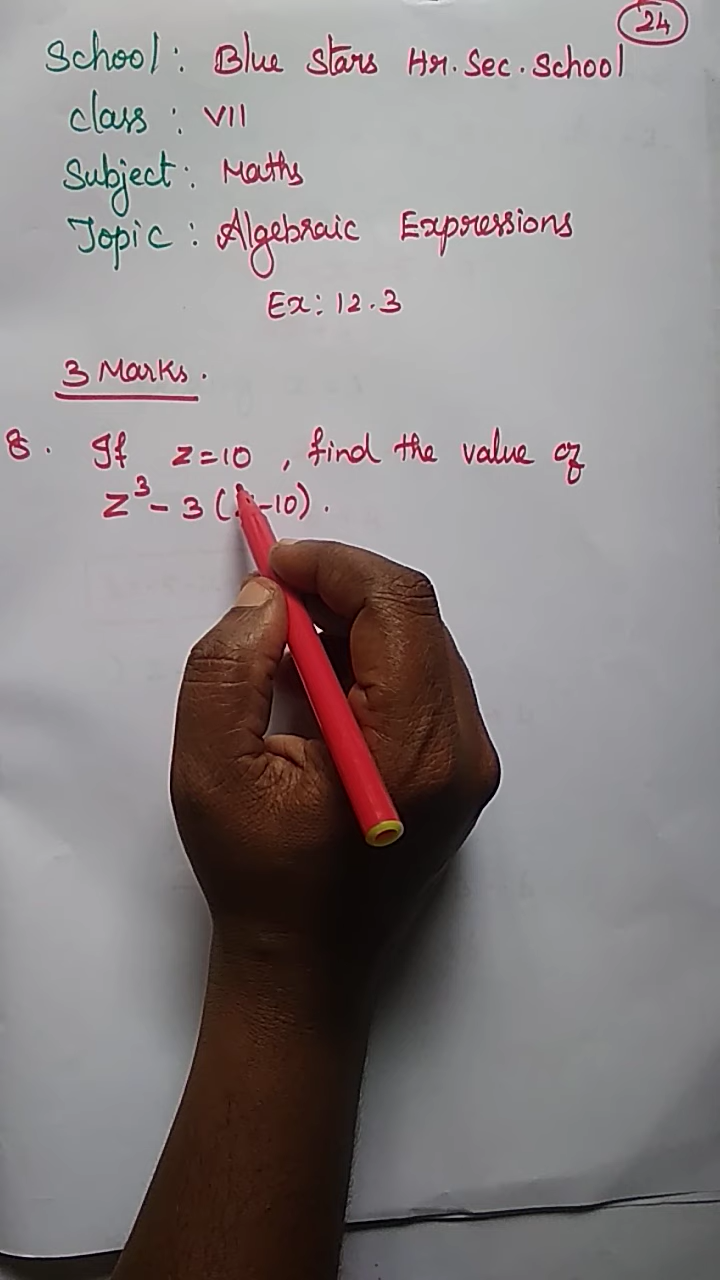 24
School : Blue Stars Hr. Sec. School
class : VII
Subject : Maths
Topic : Algebraic Expressions
Ex: 12.3
3 Marks.
8. If z=10, find the value of
z³ - 3( -10).